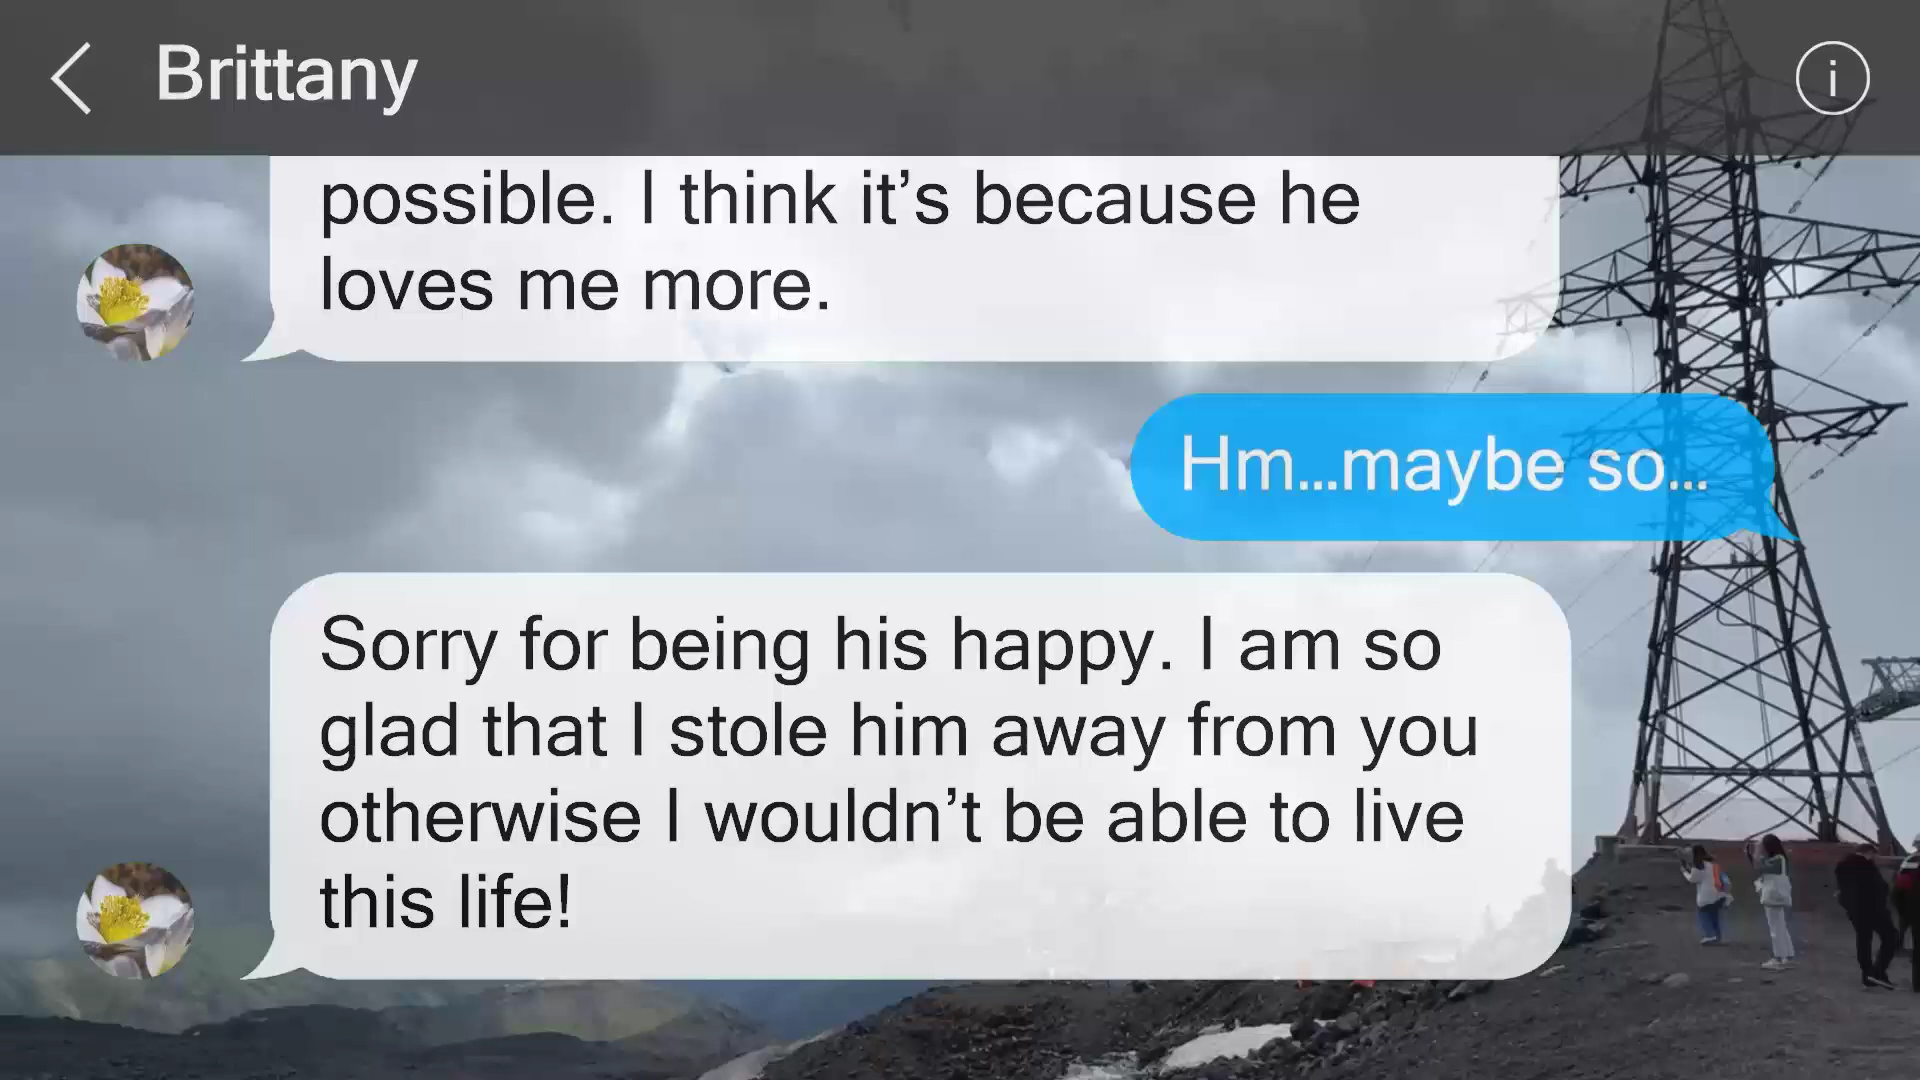 Brittany
possible. I think it’s because he
loves me more.
Hm...maybe so...
Sorry for being his happy. I am so
glad that I stole him away from you
otherwise I wouldn’t be able to live
this life!